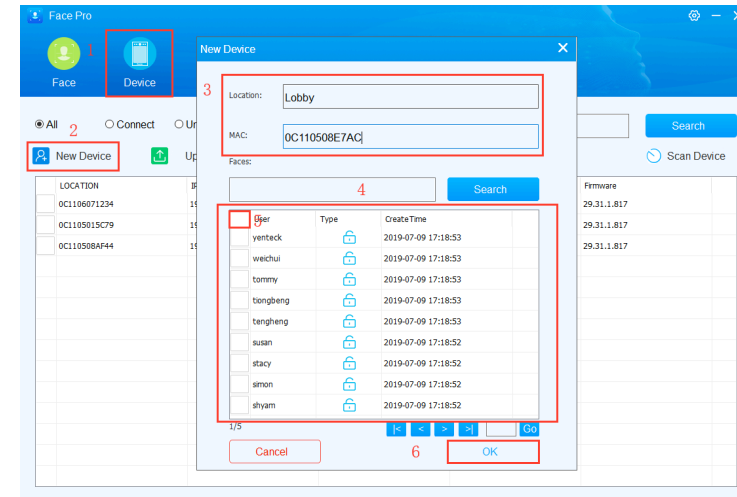 Face Pro
1
Face Device
New Device
3
Location: Lobby
MAC: 0C110508E7AC
All 2 Connect
Search
New Device Up
Scan Device
Faces:
4 Search
LOCATION
Firmware
0C1106071234 19
29.31.1.817
0C1105015C79 19
29.31.1.817
0C110508AF44 19
29.31.1.817
5
User Type CreateTime
yenteck 2019-07-09 17:18:53
weichui 2019-07-09 17:18:53
tommy 2019-07-09 17:18:53
tiongbeng 2019-07-09 17:18:53
tengheng 2019-07-09 17:18:53
susan 2019-07-09 17:18:52
stacy 2019-07-09 17:18:52
simon 2019-07-09 17:18:52
shyam 2019-07-09 17:18:52
1/5 |< < > >| Go
Cancel 6 OK